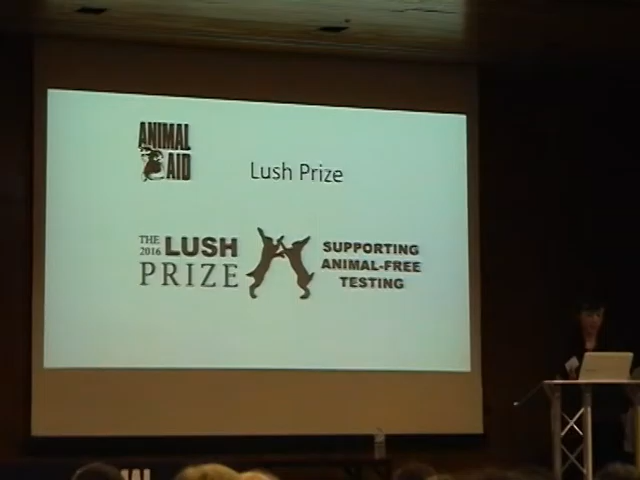 ANIMAL
AID
Lush Prize
THE
2016 LUSH
PRIZE
SUPPORTING
ANIMAL-FREE
TESTING